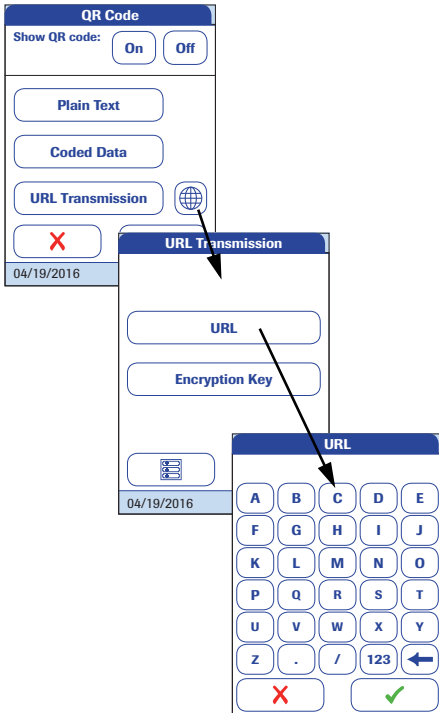 QR Code
Show QR code: On Off
Plain Text
Coded Data
URL Transmission
04/19/2016
URL Transmission
URL
Encryption Key
04/19/2016
URL
A B C D E
F G H I J
K L M N O
P Q R S T
U V W X Y
Z . / 123